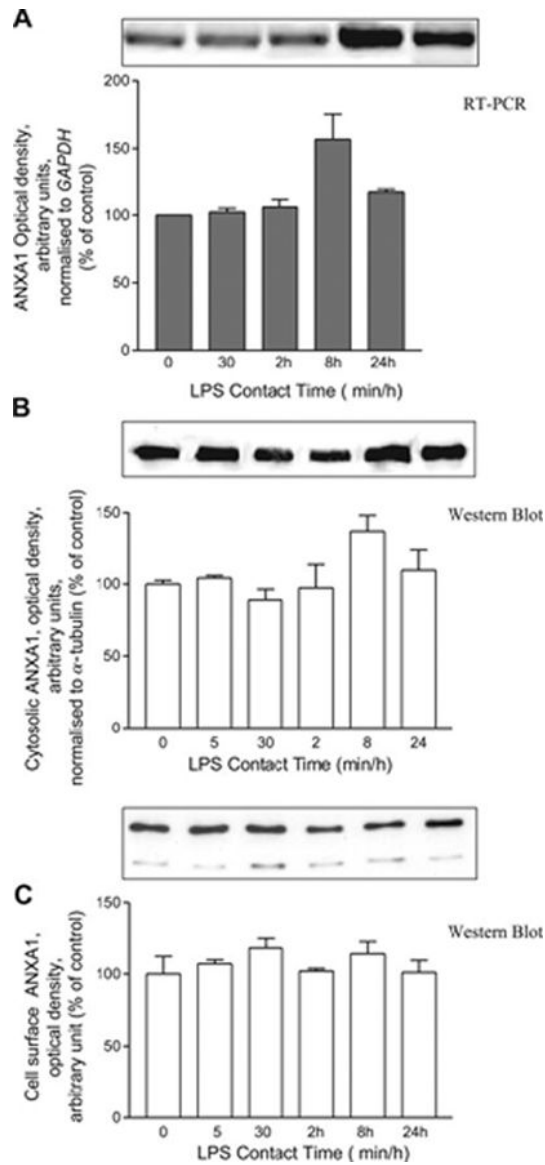 A
RT-PCR
ANXA1 Optical density,
arbitrary units,
normalised to GAPDH
(% of control)
200
150
100
50
0
0 30 2h 8h 24h
LPS Contact Time ( min/h)
B
Western Blot
Cytosolic ANXA1, optical density,
arbitrary units,
normalised to α-tubulin (% of control)
150
100
50
0
0 5 30 2 8 24
LPS Contact Time (min/h)
C
Western Blot
Cell surface ANXA1,
optical density,
arbitrary unit (% of control)
150
100
50
0
0 5 30 2h 8h 24h
LPS Contact Time (min/h)